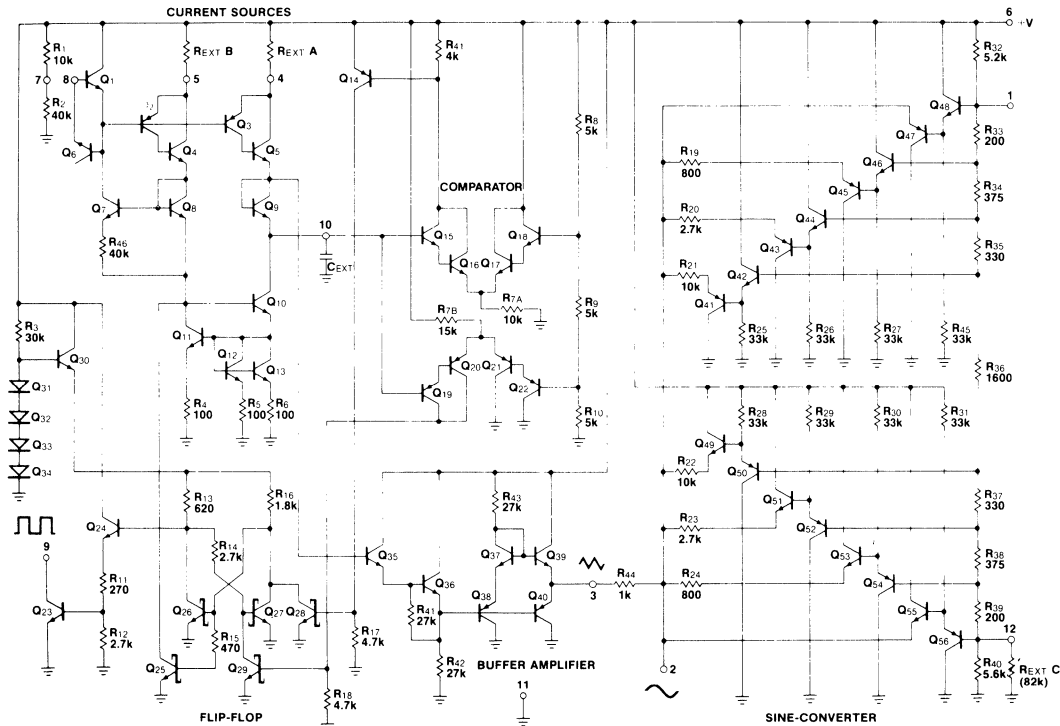 CURRENT SOURCES
6
+V
R1
10k
7
R2
40k
8
Q1
REXT B
5
REXT A
4
Q3
Q4
Q5
Q6
Q7
Q8
Q9
R46
40k
Q14
R41
4k
R8
5k
COMPARATOR
10
CEXT
Q15
Q16
Q17
Q18
R7A
10k
R7B
15k
R9
5k
Q10
Q11
Q12
Q13
R4
100
R5
100
R6
100
Q19
Q20
Q21
Q22
R10
5k
R3
30k
Q30
Q31
Q32
Q33
Q34
R32
5.2k
1
Q48
Q47
R33
200
R19
800
Q46
Q45
R34
375
R20
2.7k
Q44
Q43
R35
330
R21
10k
Q42
Q41
R25
33k
R26
33k
R27
33k
R45
33k
R36
1600
R28
33k
R29
33k
R30
33k
R31
33k
Q49
R22
10k
Q50
R37
330
Q51
R23
2.7k
Q52
R38
375
Q53
R24
800
Q54
R39
200
Q55
Q56
12
R40
5.6k
REXT C
(82k)
9
Q24
R13
620
R16
1.8k
R14
2.7k
R11
270
Q23
R12
2.7k
Q26
Q27
Q28
R15
470
Q25
Q29
R17
4.7k
R18
4.7k
Q35
R43
27k
Q37
Q39
Q36
Q38
Q40
R41
27k
R42
27k
3
R44
1k
2
11
BUFFER AMPLIFIER
FLIP-FLOP
SINE-CONVERTER